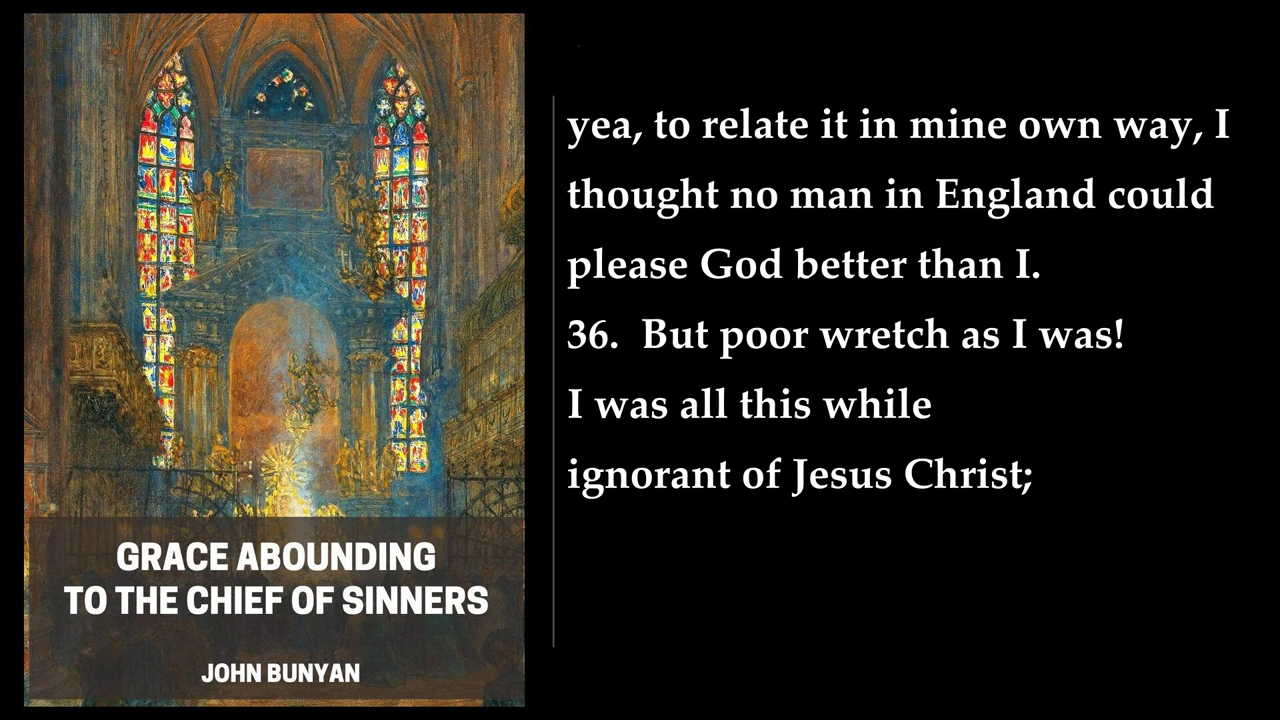 GRACE ABOUNDING
TO THE CHIEF OF SINNERS
JOHN BUNYAN
yea, to relate it in mine own way, I
thought no man in England could
please God better than I.
36. But poor wretch as I was!
I was all this while
ignorant of Jesus Christ;